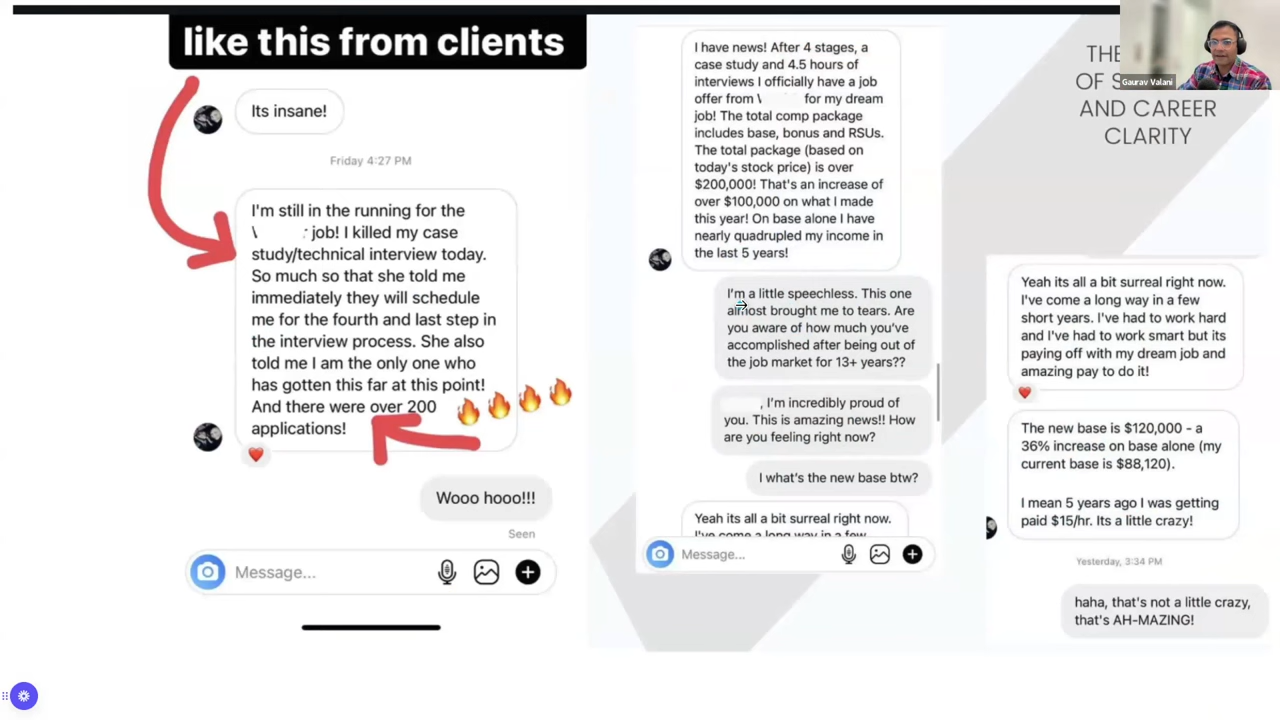 like this from clients
Its insane!
Friday 4:27 PM
I'm still in the running for the
job! I killed my case
study/technical interview today.
So much so that she told me
immediately they will schedule
me for the fourth and last step in
the interview process. She also
told me I am the only one who
has gotten this far at this point!
And there were over 200
applications!
Wooo hooo!!!
Seen
Message...
I have news! After 4 stages, a
case study and 4.5 hours of
interviews I officially have a job
offer from for my dream
job! The total comp package
includes base, bonus and RSUs.
The total package (based on
today's stock price) is over
$200,000! That's an increase of
over $100,000 on what I made
this year! On base alone I have
nearly quadrupled my income in
the last 5 years!
I'm a little speechless. This one
almost brought me to tears. Are
you aware of how much you've
accomplished after being out of
the job market for 13+ years??
, I'm incredibly proud of
you. This is amazing news!! How
are you feeling right now?
I what's the new base btw?
Yeah its all a bit surreal right now.
I've come a long way in a few
Message...
THE
OF
AND CAREER
CLARITY
Gaurav Valani
Yeah its all a bit surreal right now.
I've come a long way in a few
short years. I've had to work hard
and I've had to work smart but its
paying off with my dream job and
amazing pay to do it!
The new base is $120,000 - a
36% increase on base alone (my
current base is $88,120).
I mean 5 years ago I was getting
paid $15/hr. Its a little crazy!
Yesterday, 3:34 PM
haha, that's not a little crazy,
that's AH-MAZING!